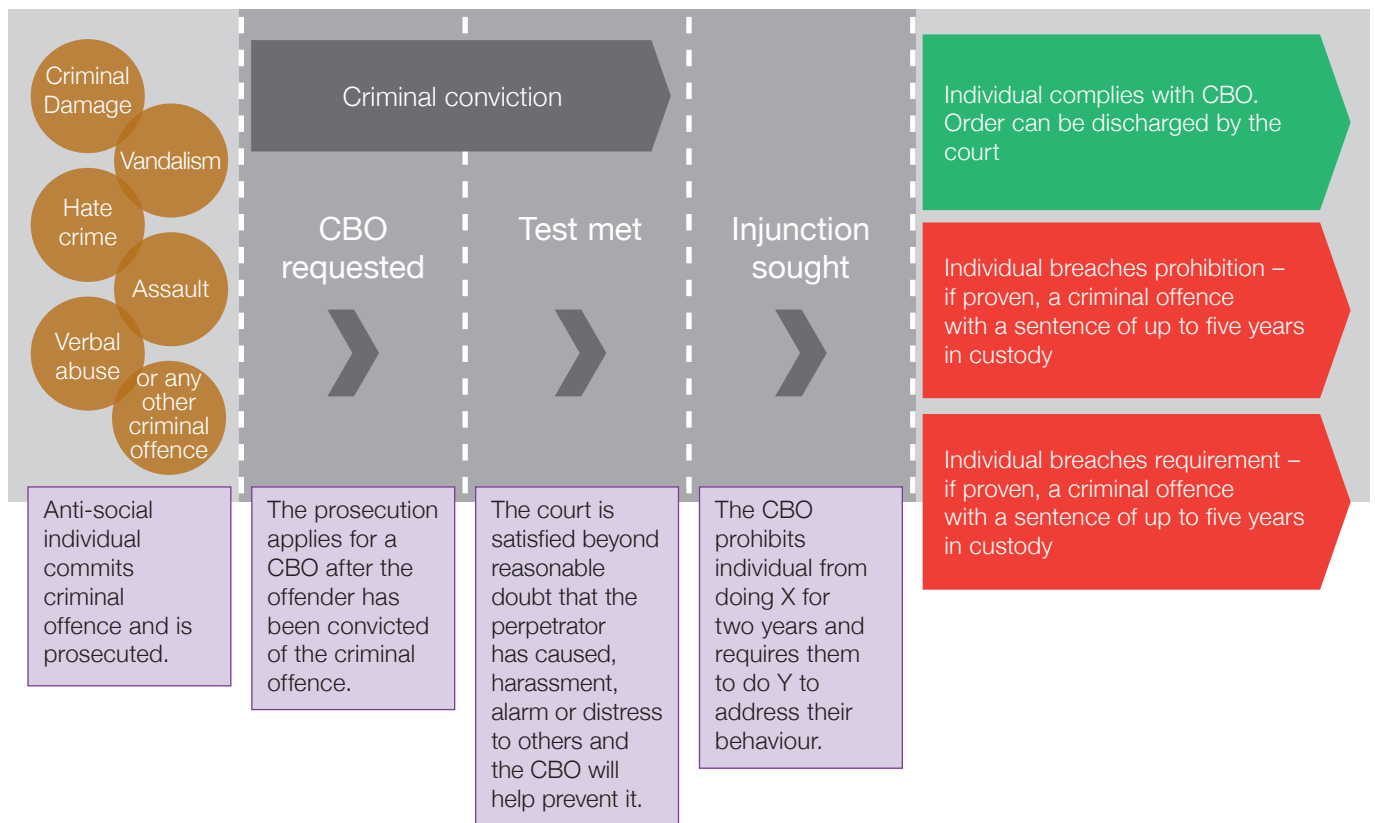 Criminal
Damage
Vandalism
Hate
crime
Assault
Verbal
abuse
or any
other
criminal
offence
Anti-social
individual
commits
criminal
offence and is
prosecuted.
Criminal conviction
CBO
requested
The prosecution
applies for a
CBO after the
offender has
been convicted
of the criminal
offence.
Test met
The court is
satisfied beyond
reasonable
doubt that the
perpetrator
has caused,
harassment,
alarm or distress
to others and
the CBO will
help prevent it.
Injunction
sought
The CBO
prohibits
individual from
doing X for
two years and
requires them
to do Y to
address their
behaviour.
Individual complies with CBO.
Order can be discharged by the
court
Individual breaches prohibition –
if proven, a criminal offence
with a sentence of up to five years
in custody
Individual breaches requirement –
if proven, a criminal offence
with a sentence of up to five years
in custody